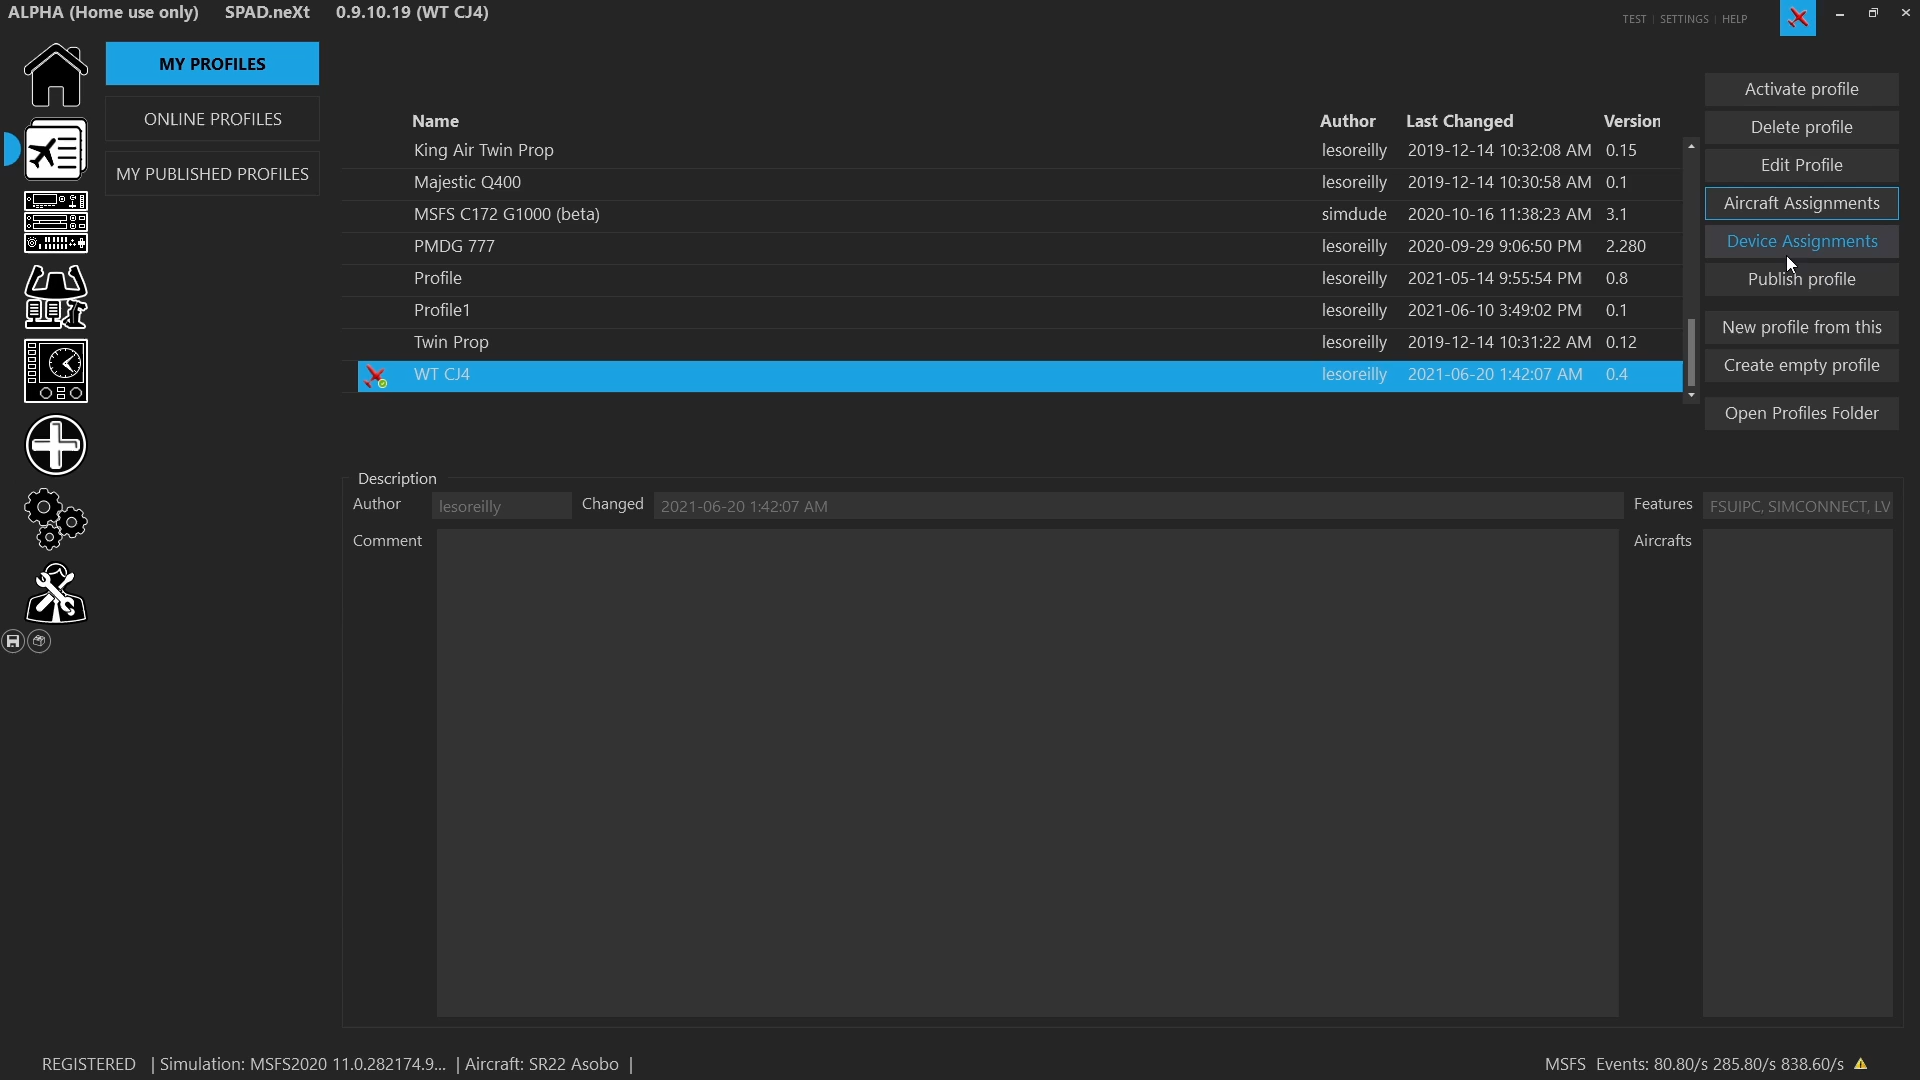 ALPHA (Home use only) SPAD.neXt 0.9.10.19 (WT CJ4)
TEST | SETTINGS | HELP
MY PROFILES
ONLINE PROFILES
MY PUBLISHED PROFILES
Name Author Last Changed Version
King Air Twin Prop lesoreilly 2019-12-14 10:32:08 AM 0.15
Majestic Q400 lesoreilly 2019-12-14 10:30:58 AM 0.1
MSFS C172 G1000 (beta) simdude 2020-10-16 11:38:23 AM 3.1
PMDG 777 lesoreilly 2020-09-29 9:06:50 PM 2.280
Profile lesoreilly 2021-05-14 9:55:54 PM 0.8
Profile1 lesoreilly 2021-06-10 3:49:02 PM 0.1
Twin Prop lesoreilly 2019-12-14 10:31:22 AM 0.12
WT CJ4 lesoreilly 2021-06-20 1:42:07 AM 0.4
Activate profile
Delete profile
Edit Profile
Aircraft Assignments
Device Assignments
Publish profile
New profile from this
Create empty profile
Open Profiles Folder
Description
Author lesoreilly Changed 2021-06-20 1:42:07 AM Features FSUIPC, SIMCONNECT, LV
Comment Aircrafts
REGISTERED | Simulation: MSFS2020 11.0.282174.9... | Aircraft: SR22 Asobo |
MSFS Events: 80.80/s 285.80/s 838.60/s